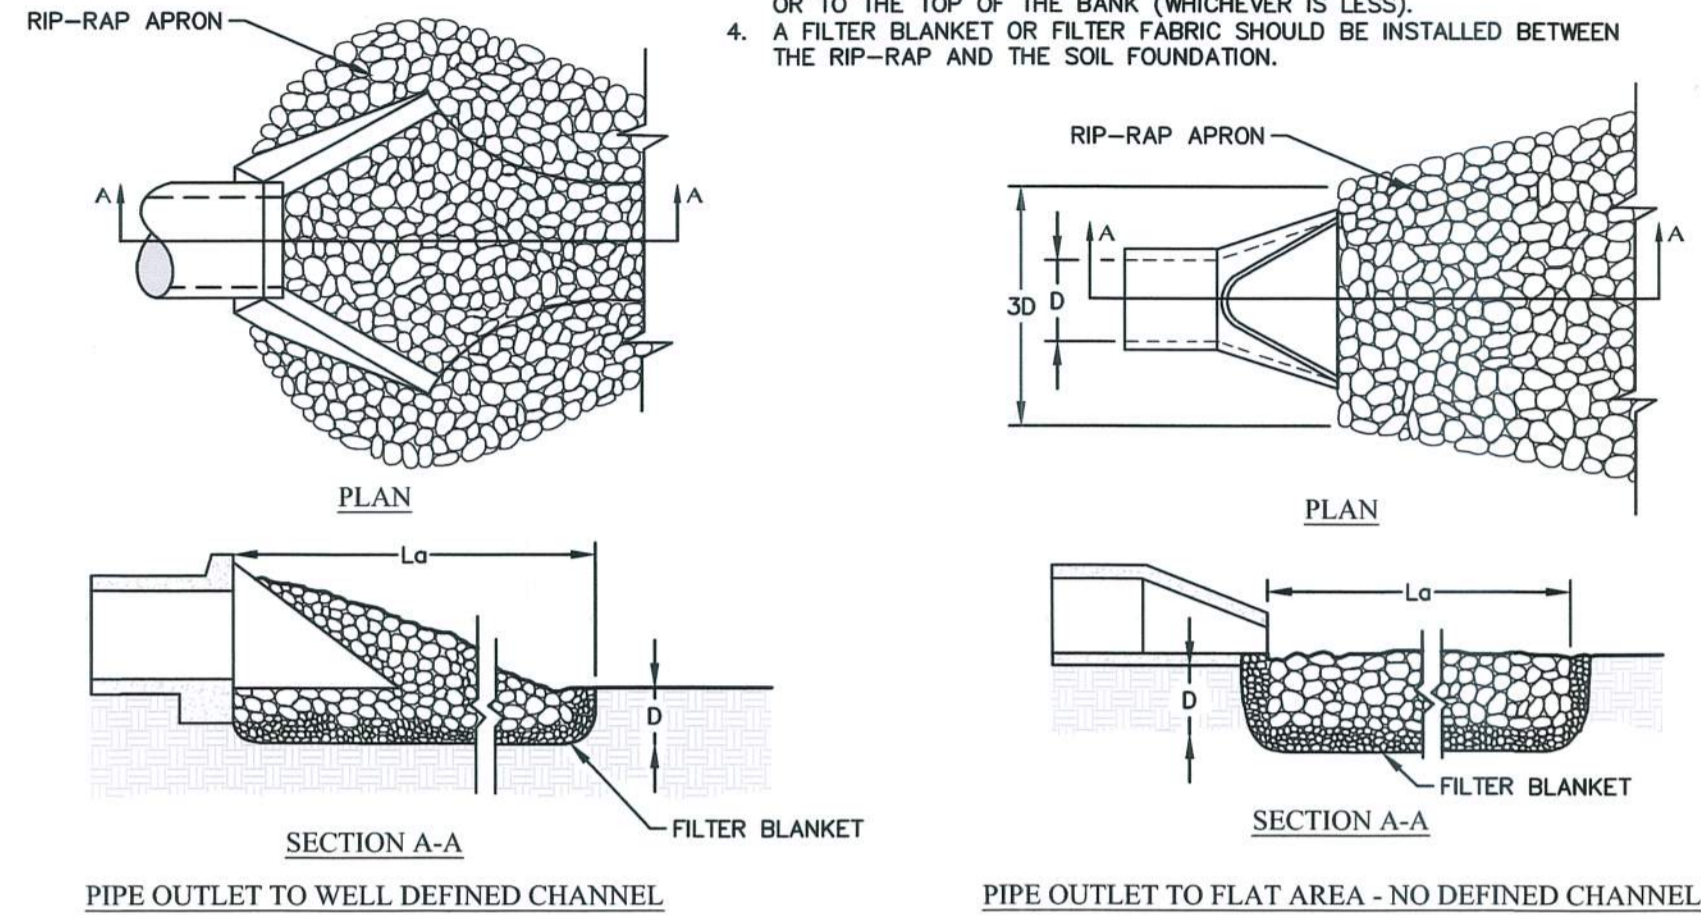 OR TO THE TOP OF THE BANK (WHICHEVER IS LESS).
4. A FILTER BLANKET OR FILTER FABRIC SHOULD BE INSTALLED BETWEEN
THE RIP-RAP AND THE SOIL FOUNDATION.
RIP-RAP APRON
A
A
PLAN
La
D
FILTER BLANKET
SECTION A-A
PIPE OUTLET TO WELL DEFINED CHANNEL
RIP-RAP APRON
3D
D
A
A
PLAN
La
D
FILTER BLANKET
SECTION A-A
PIPE OUTLET TO FLAT AREA - NO DEFINED CHANNEL